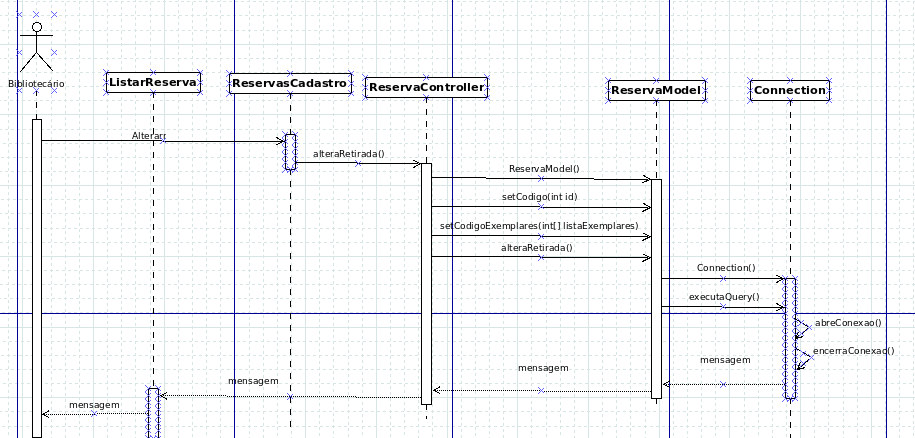 Bibliotecário
ListarReserva
ReservasCadastro
ReservaController
ReservaModel
Connection
Alterar
alteraRetirada()
ReservaModel()
setCodigo(int id)
setCodigoExemplares(int[] listaExemplares)
alteraRetirada()
Connection()
executaQuery()
abreConexao()
encerraConexao()
mensagem
mensagem
mensagem
mensagem